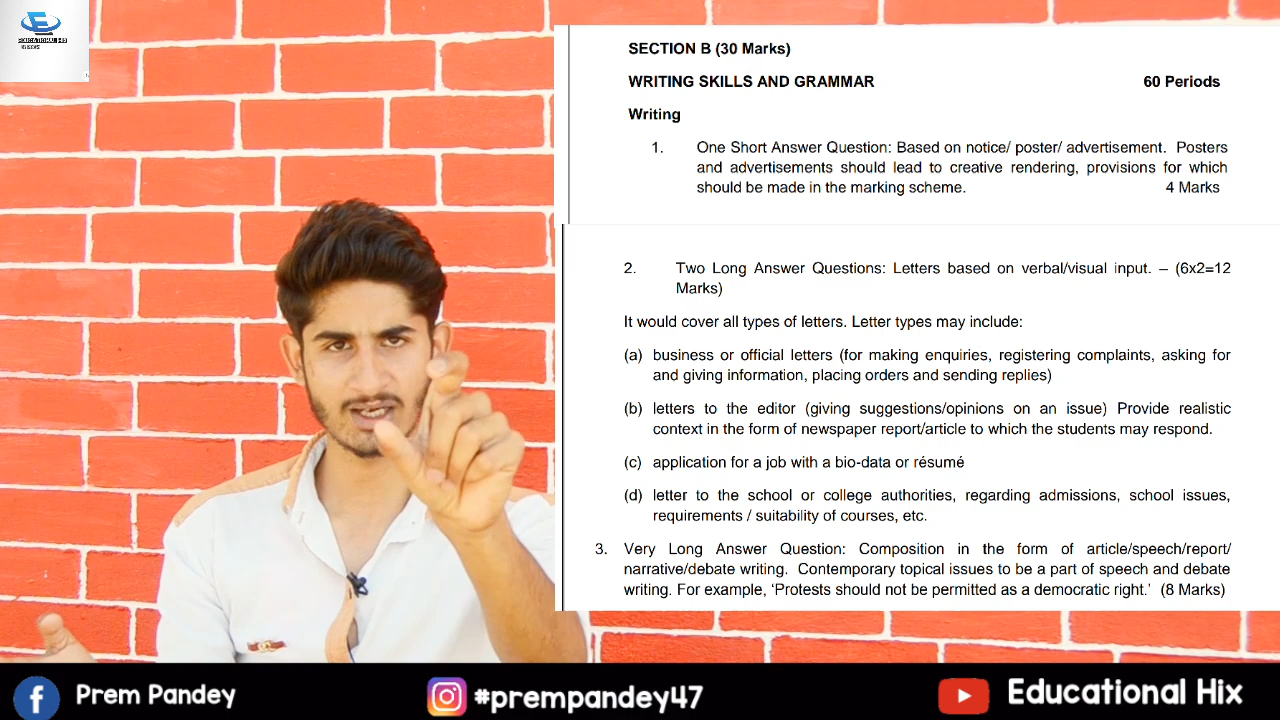 EDUCATIONAL HIX
SECTION B (30 Marks)
WRITING SKILLS AND GRAMMAR 60 Periods
Writing
1. One Short Answer Question: Based on notice/ poster/ advertisement. Posters
and advertisements should lead to creative rendering, provisions for which
should be made in the marking scheme. 4 Marks
2. Two Long Answer Questions: Letters based on verbal/visual input. – (6x2=12
Marks)
It would cover all types of letters. Letter types may include:
(a) business or official letters (for making enquiries, registering complaints, asking for
and giving information, placing orders and sending replies)
(b) letters to the editor (giving suggestions/opinions on an issue) Provide realistic
context in the form of newspaper report/article to which the students may respond.
(c) application for a job with a bio-data or résumé
(d) letter to the school or college authorities, regarding admissions, school issues,
requirements / suitability of courses, etc.
3. Very Long Answer Question: Composition in the form of article/speech/report/
narrative/debate writing. Contemporary topical issues to be a part of speech and debate
writing. For example, ‘Protests should not be permitted as a democratic right.’ (8 Marks)
Prem Pandey
#prempandey47
Educational Hix